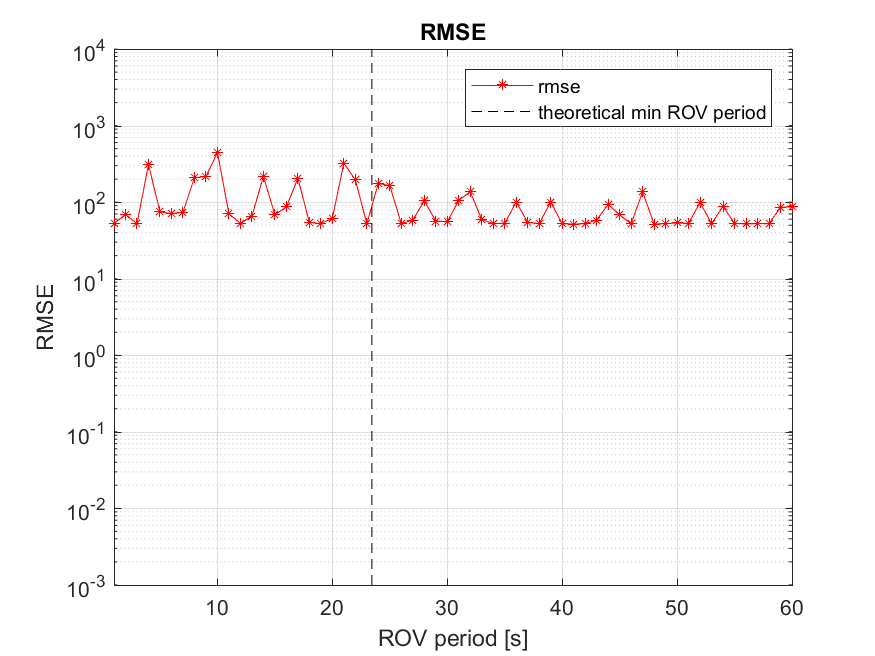 RMSE
10^4
rmse
theoretical min ROV period
10^3
10^2
10^1
RMSE
10^0
10^-1
10^-2
10^-3
10 20 30 40 50 60
ROV period [s]